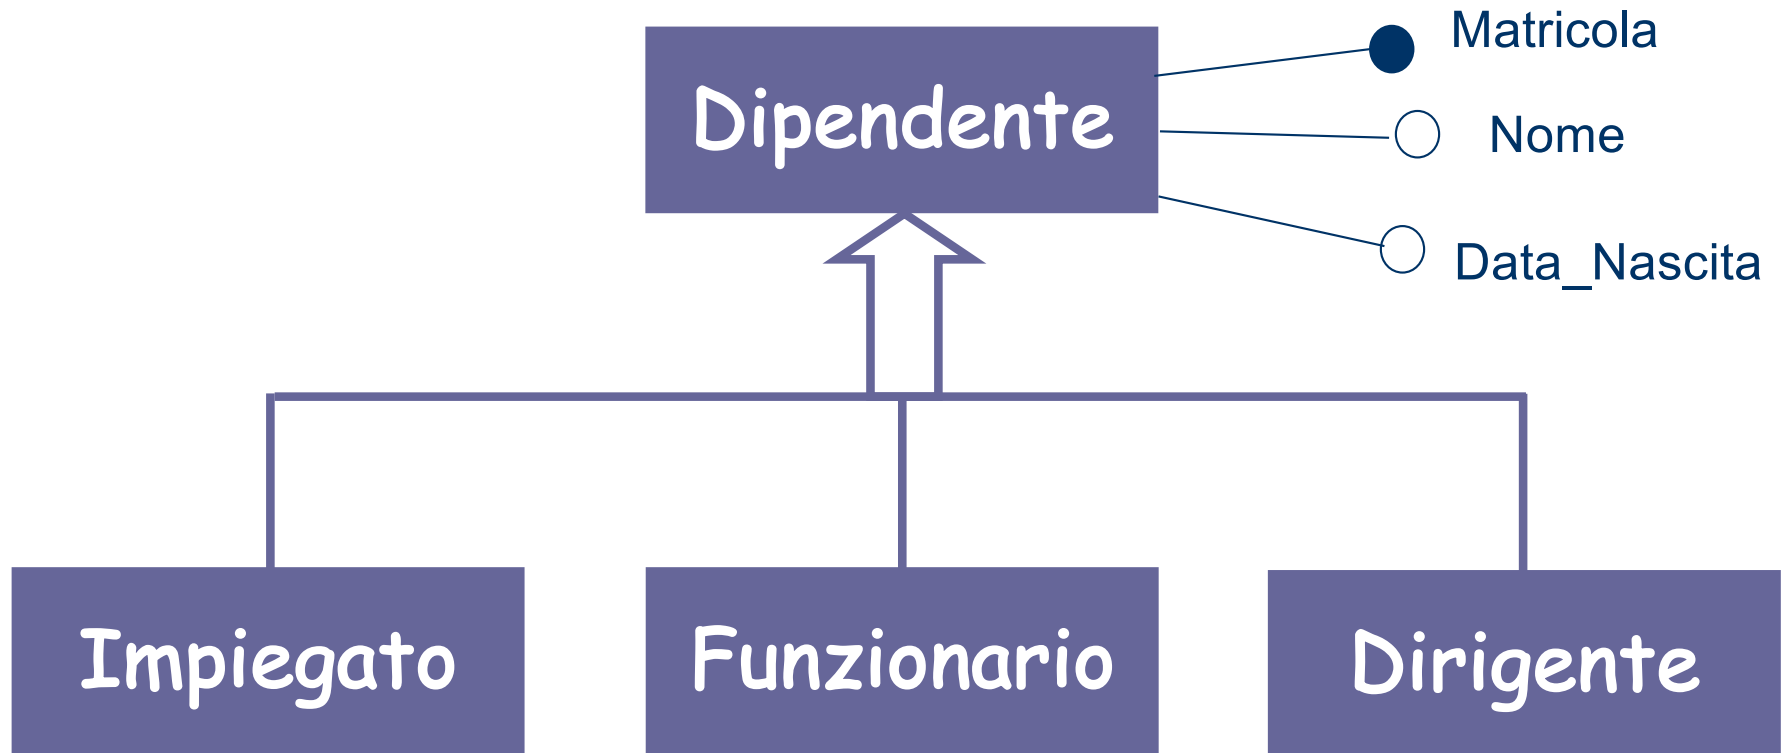 Matricola
Dipendente
Nome
Data_Nascita
Impiegato
Funzionario
Dirigente